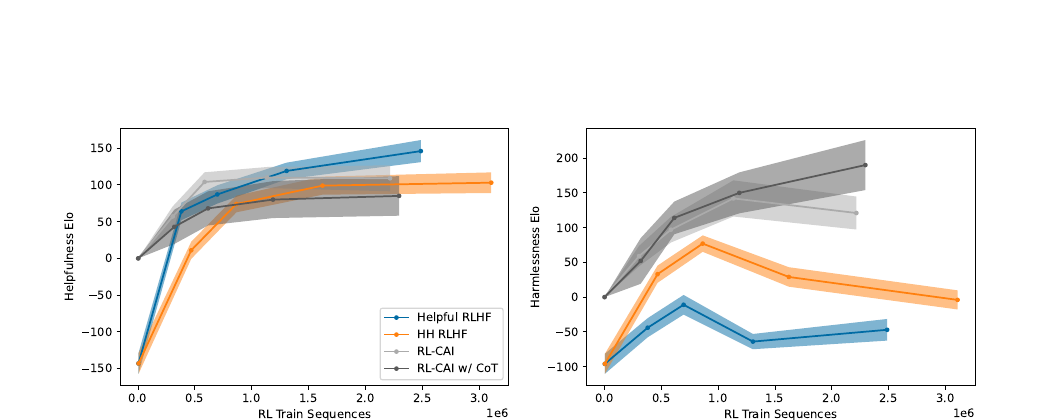 150
100
50
0
−50
−100
−150
Helpfulness Elo
0.0 0.5 1.0 1.5 2.0 2.5 3.0
1e6
RL Train Sequences
Helpful RLHF
HH RLHF
RL-CAI
RL-CAI w/ CoT
200
150
100
50
0
−50
−100
Harmlessness Elo
0.0 0.5 1.0 1.5 2.0 2.5 3.0
1e6
RL Train Sequences